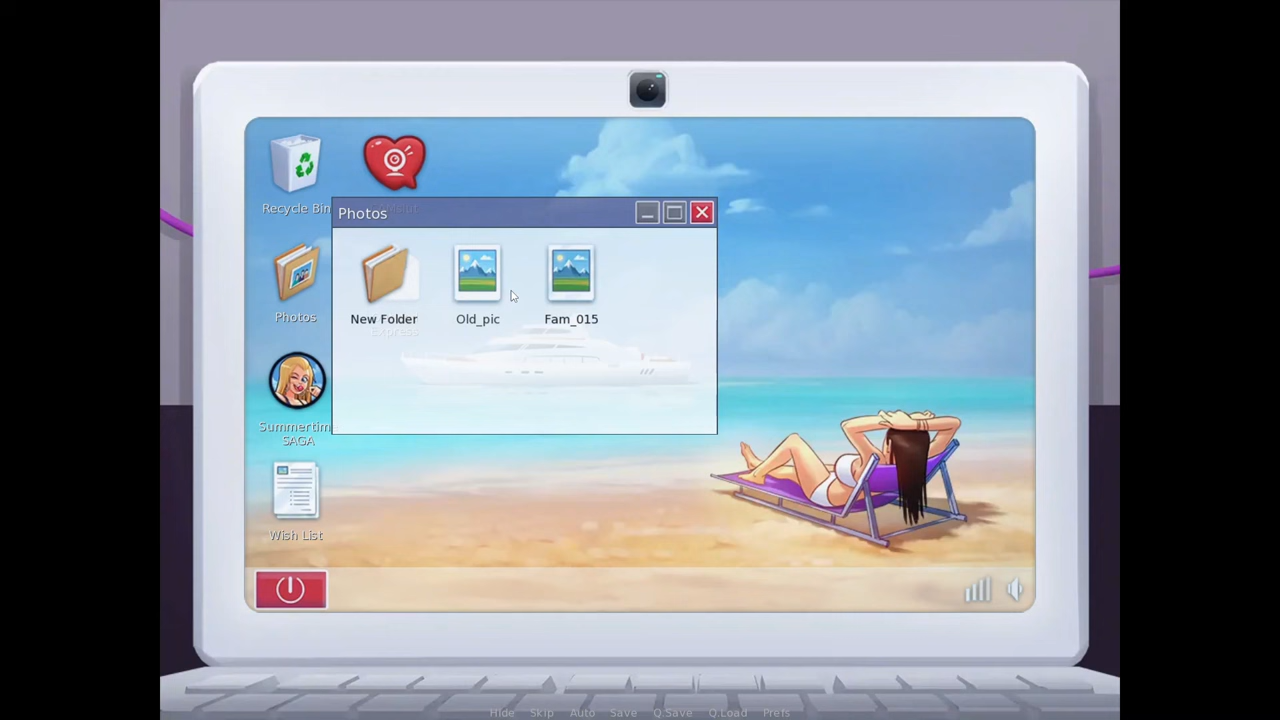 Recycle Bin
Photos
New Folder
Old_pic
Fam_015
Express
Photos
Summertime
SAGA
Wish List
Hide Skip Auto Save Q.Save Q.Load Prefs